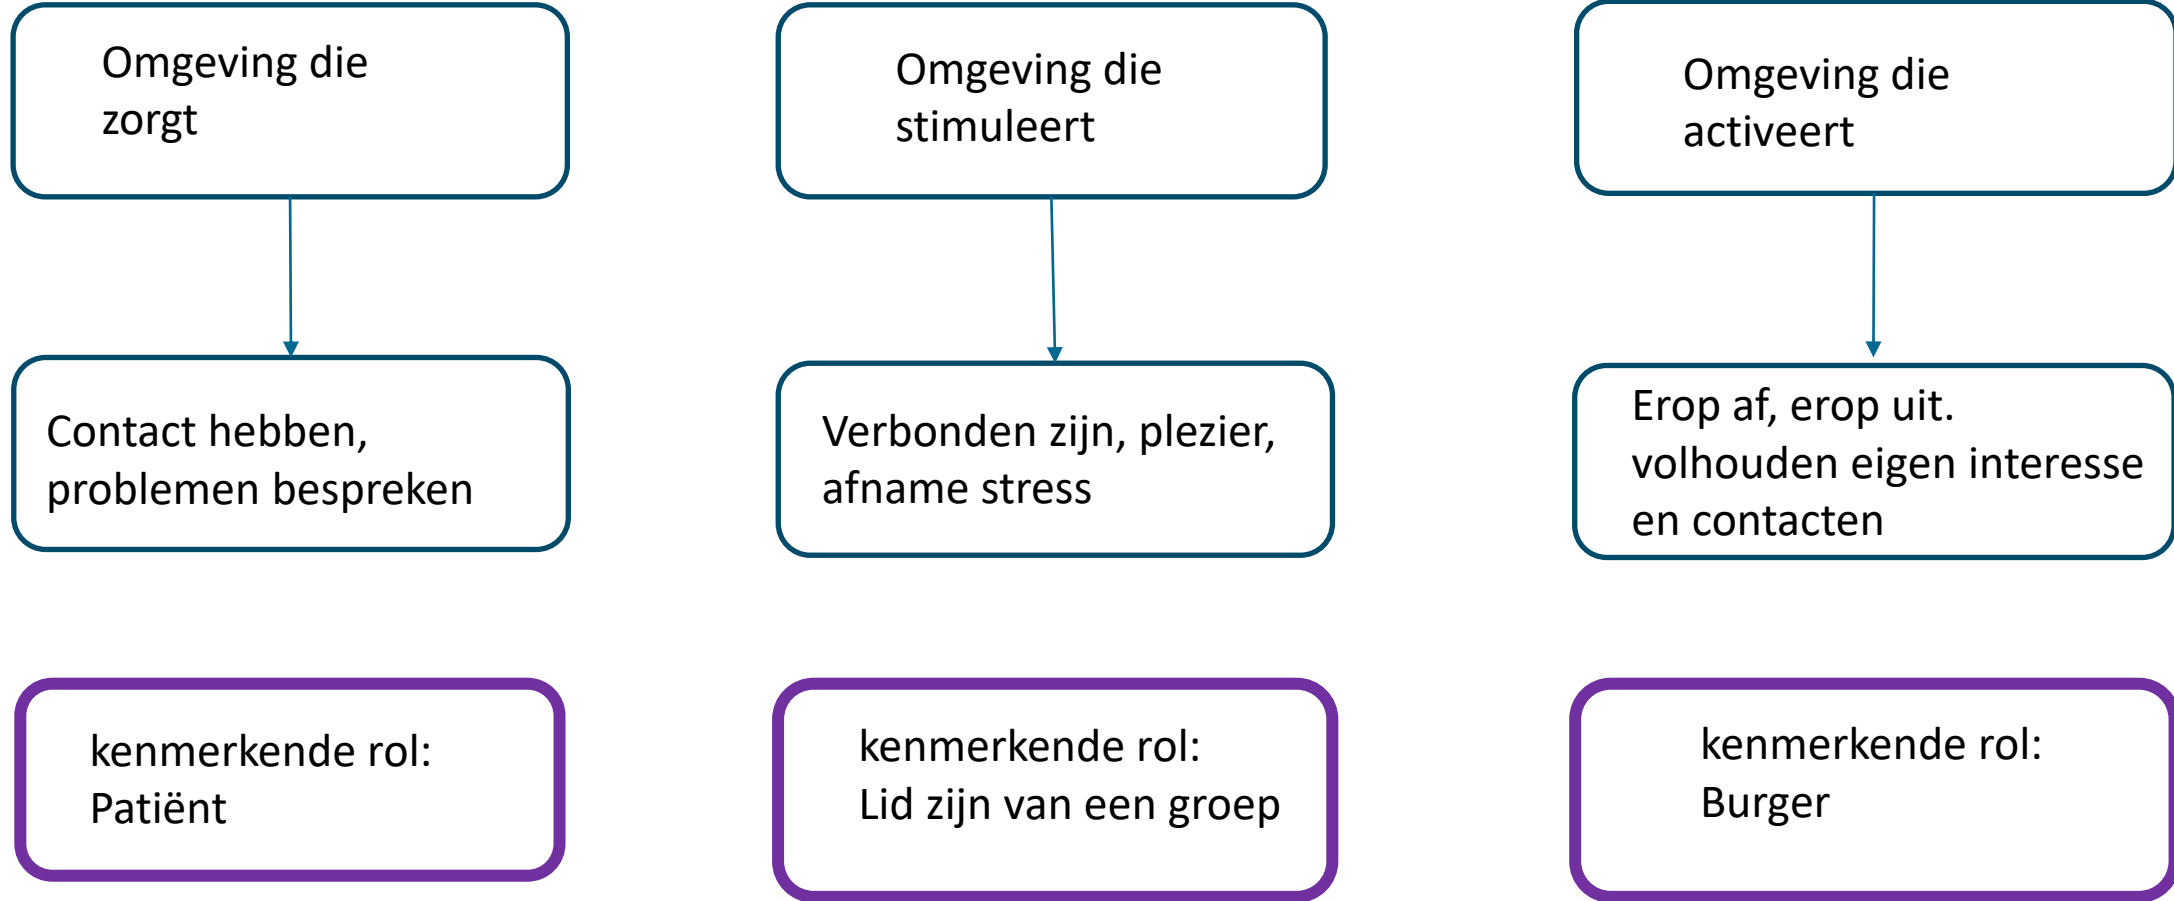 Omgeving die
zorgt
Omgeving die
stimuleert
Omgeving die
activeert
Contact hebben,
problemen bespreken
Verbonden zijn, plezier,
afname stress
Erop af, erop uit.
volhouden eigen interesse
en contacten
kenmerkende rol:
Patiënt
kenmerkende rol:
Lid zijn van een groep
kenmerkende rol:
Burger